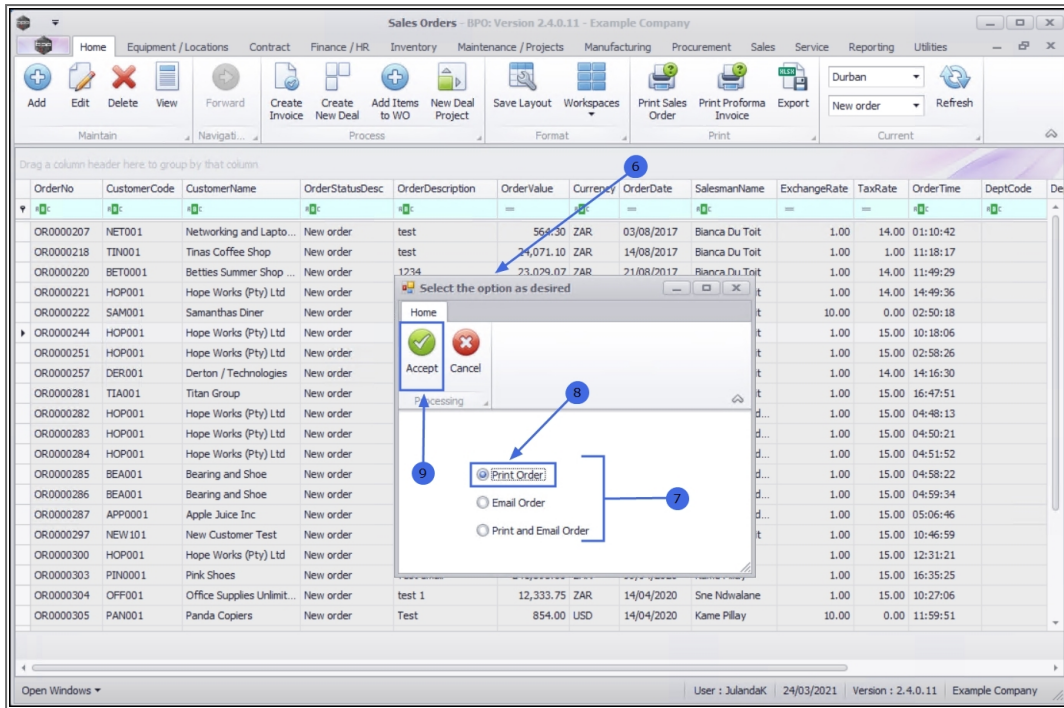 Sales Orders - BPO: Version 2.4.0.11 - Example Company
Home Equipment / Locations Contract Finance / HR Inventory Maintenance / Projects Manufacturing Procurement Sales Service Reporting Utilities
Add Edit Delete View Forward Create Invoice Create New Deal Add Items to WO New Deal Project Save Layout Workspaces Print Sales Order Print Proforma Invoice Export Durban New order Refresh
Maintain Navigati... Process Format Print Current
Drag a column header here to group by that column
6
OrderNo CustomerCode CustomerName OrderStatusDesc OrderDescription OrderValue Currency OrderDate SalesmanName ExchangeRate TaxRate OrderTime DeptCode De
OR0000207 NET001 Networking and Lapto... New order test 564.30 ZAR 03/08/2017 Bianca Du Toit 1.00 14.00 01:10:42
OR0000218 TIN001 Tinas Coffee Shop New order test 24,071.10 ZAR 14/08/2017 Bianca Du Toit 1.00 1.00 11:18:17
OR0000220 BET0001 Betties Summer Shop ... New order 1234 23,029.07 ZAR 21/08/2017 Bianca Du Toit 1.00 14.00 11:49:29
OR0000221 HOP001 Hope Works (Pty) Ltd New order 1.00 14.00 14:49:36
OR0000222 SAM001 Samanthas Diner New order 10.00 0.00 02:50:18
OR0000244 HOP001 Hope Works (Pty) Ltd New order 1.00 15.00 10:18:06
OR0000251 HOP001 Hope Works (Pty) Ltd New order 1.00 15.00 02:58:26
OR0000257 DER001 Derton / Technologies New order 1.00 14.00 14:16:30
OR0000281 TIA001 Titan Group New order 1.00 15.00 16:47:51
OR0000282 HOP001 Hope Works (Pty) Ltd New order 1.00 15.00 04:48:13
OR0000283 HOP001 Hope Works (Pty) Ltd New order 1.00 15.00 04:50:21
OR0000284 HOP001 Hope Works (Pty) Ltd New order 1.00 15.00 04:51:52
OR0000285 BEA001 Bearing and Shoe New order 1.00 15.00 04:58:22
OR0000286 BEA001 Bearing and Shoe New order 1.00 15.00 04:59:34
OR0000287 APP0001 Apple Juice Inc New order 1.00 15.00 05:06:46
OR0000297 NEW101 New Customer Test New order 1.00 15.00 10:46:59
OR0000300 HOP001 Hope Works (Pty) Ltd New order 1.00 15.00 12:31:21
OR0000303 PIN0001 Pink Shoes New order 1.00 15.00 16:35:25
OR0000304 OFF001 Office Supplies Unlimit... New order test 1 12,333.75 ZAR 14/04/2020 Sne Ndwalane 1.00 15.00 10:27:06
OR0000305 PAN001 Panda Copiers New order Test 854.00 USD 14/04/2020 Kame Pillay 10.00 0.00 11:59:51
Select the option as desired
Home
Accept Cancel
Processing
8
9
Print Order
7
Email Order
Print and Email Order
Open Windows User : JulandaK 24/03/2021 Version : 2.4.0.11 Example Company